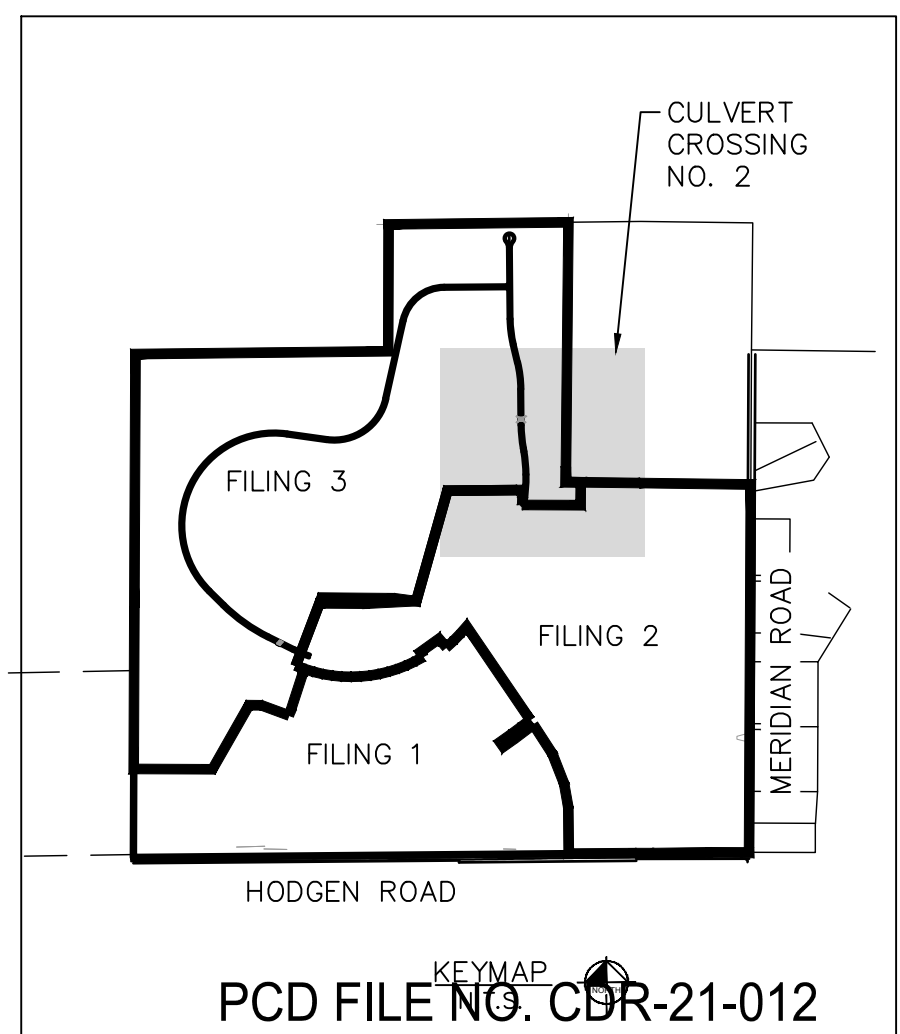 CULVERT
CROSSING
NO. 2
FILING 3
FILING 2
MERIDIAN ROAD
FILING 1
HODGEN ROAD
KEYMAP
N.T.S.
NORTH
PCD FILE NO. CDR-21-012